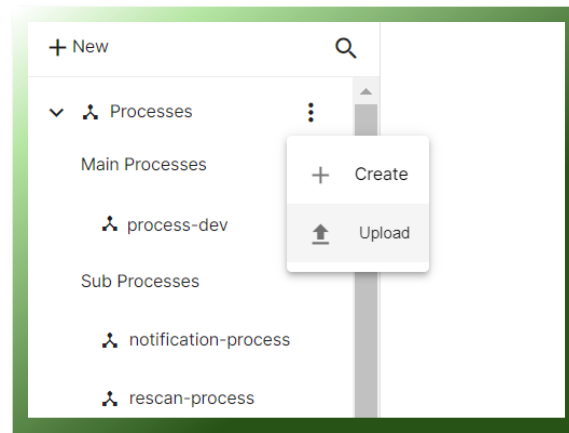 New
Processes
Main Processes
Create
process-dev
Upload
Sub Processes
notification-process
rescan-process